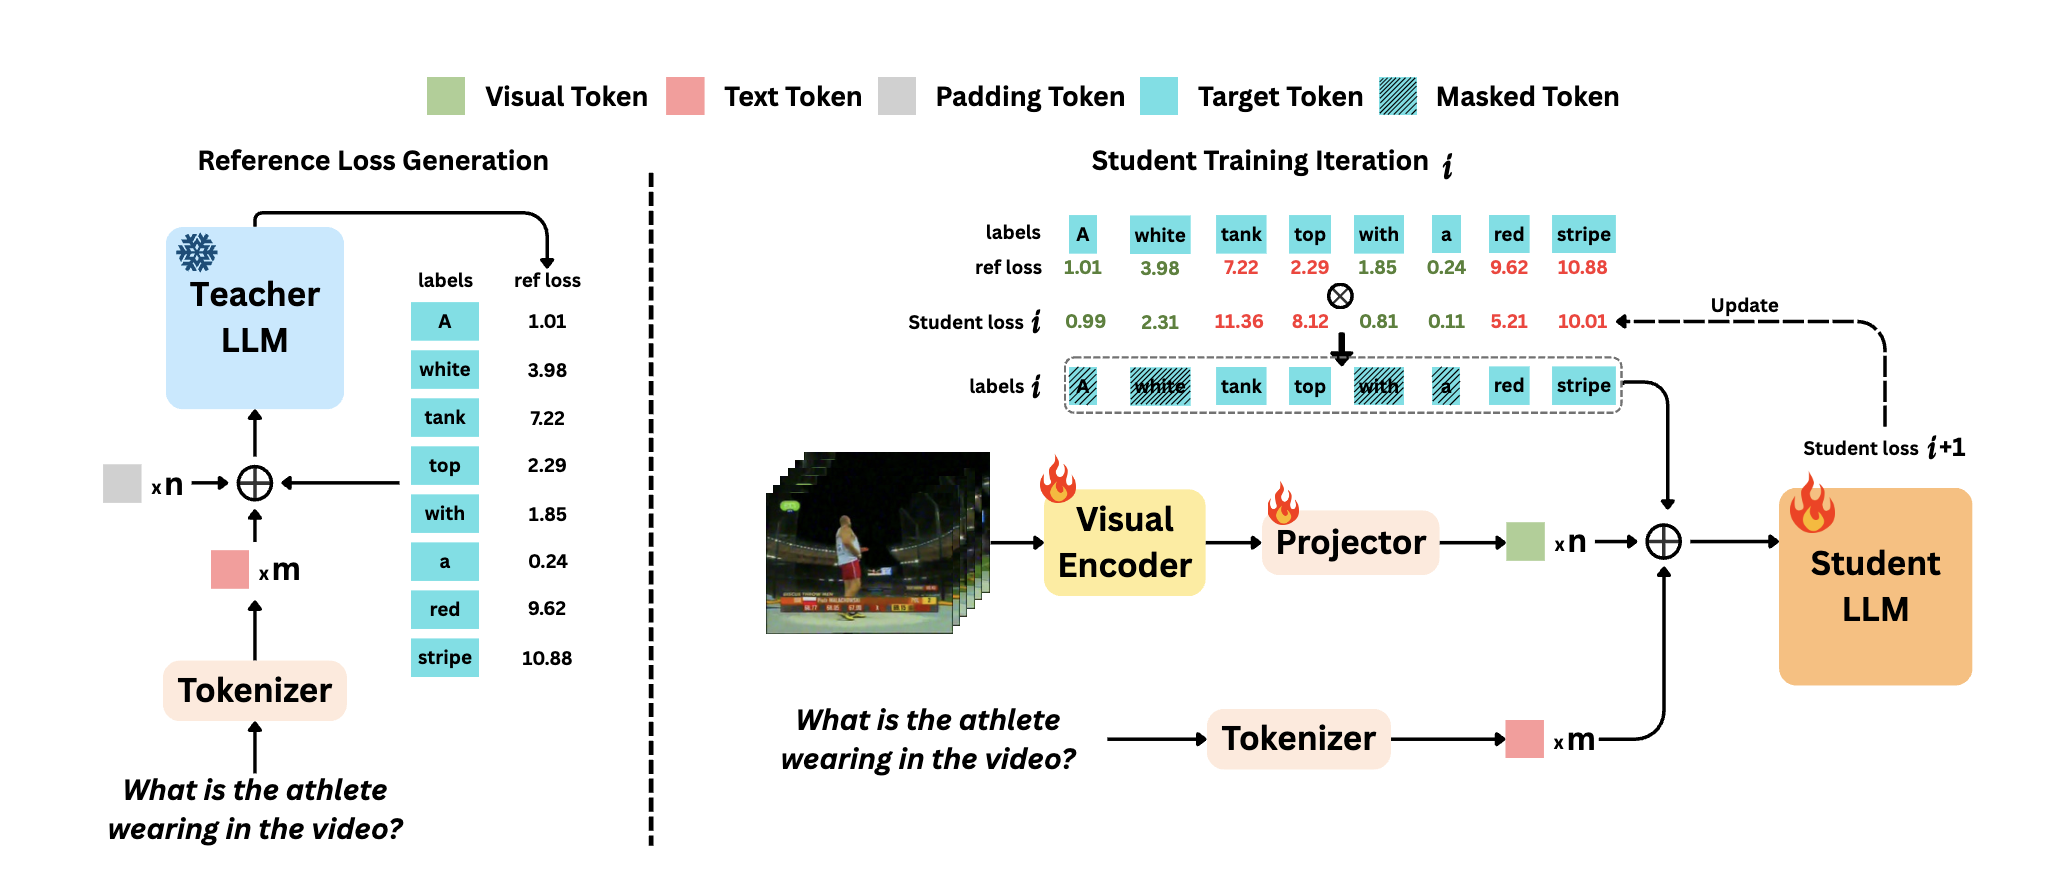 Visual Token Text Token Padding Token Target Token Masked Token
Reference Loss Generation
Teacher
LLM
labels ref loss
A 1.01
white 3.98
tank 7.22
top 2.29
with 1.85
a 0.24
red 9.62
stripe 10.88
x n
x m
Tokenizer
What is the athlete
wearing in the video?
Student Training Iteration i
labels A white tank top with a red stripe
ref loss 1.01 3.98 7.22 2.29 1.85 0.24 9.62 10.88
Student loss i 0.99 2.31 11.36 8.12 0.81 0.11 5.21 10.01
Update
labels i A white tank top with a red stripe
Student loss i+1
Visual
Encoder
Projector
x n
Student
LLM
What is the athlete
wearing in the video?
Tokenizer
x m